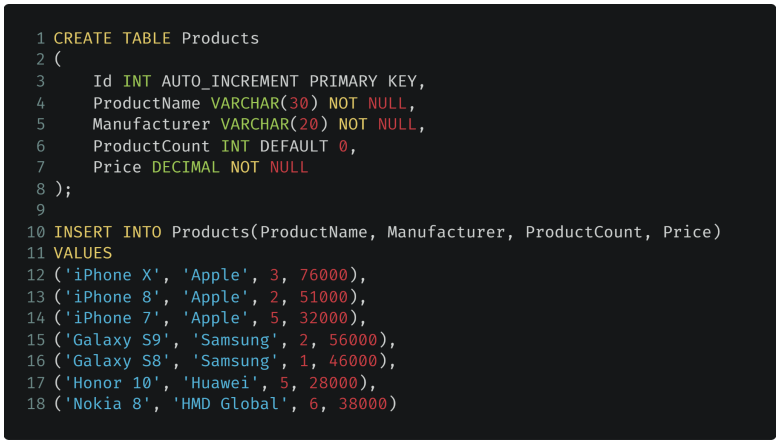 1 CREATE TABLE Products
2 (
3     Id INT AUTO_INCREMENT PRIMARY KEY,
4     ProductName VARCHAR(30) NOT NULL,
5     Manufacturer VARCHAR(20) NOT NULL,
6     ProductCount INT DEFAULT 0,
7     Price DECIMAL NOT NULL
8 );
9
10 INSERT INTO Products(ProductName, Manufacturer, ProductCount, Price)
11 VALUES
12 ('iPhone X', 'Apple', 3, 76000),
13 ('iPhone 8', 'Apple', 2, 51000),
14 ('iPhone 7', 'Apple', 5, 32000),
15 ('Galaxy S9', 'Samsung', 2, 56000),
16 ('Galaxy S8', 'Samsung', 1, 46000),
17 ('Honor 10', 'Huawei', 5, 28000),
18 ('Nokia 8', 'HMD Global', 6, 38000)